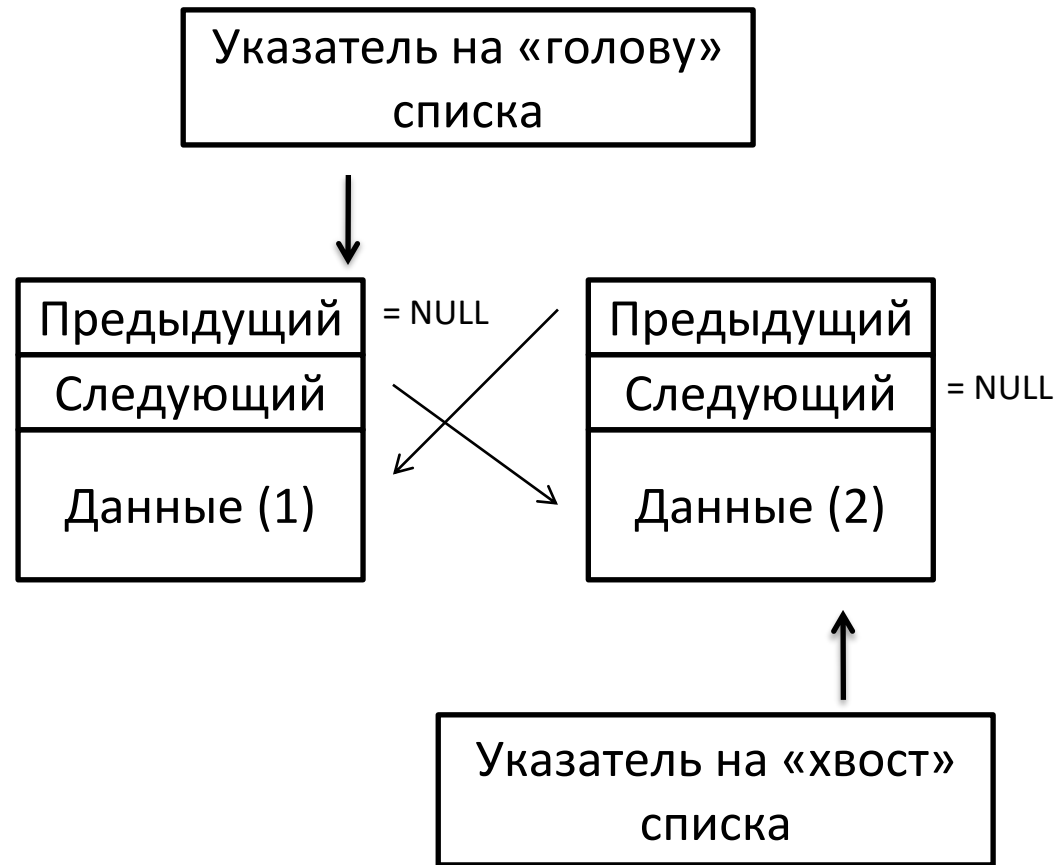 Указатель на «голову»
списка
Предыдущий
= NULL
Следующий
Данные (1)
Предыдущий
Следующий
= NULL
Данные (2)
Указатель на «хвост»
списка